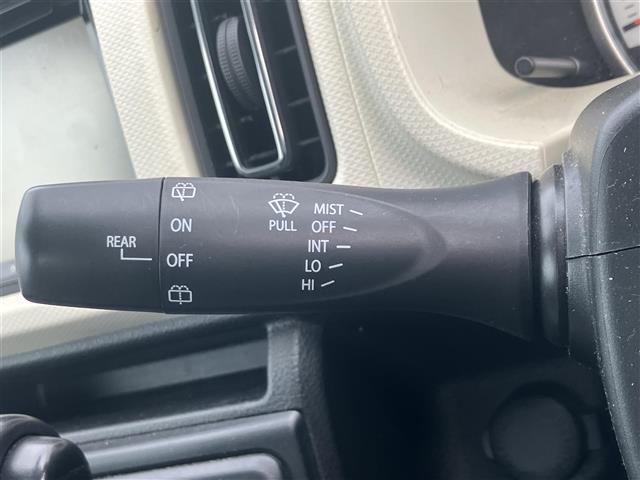 ON
REAR OFF
PULL
MIST
OFF
INT
LO
HI